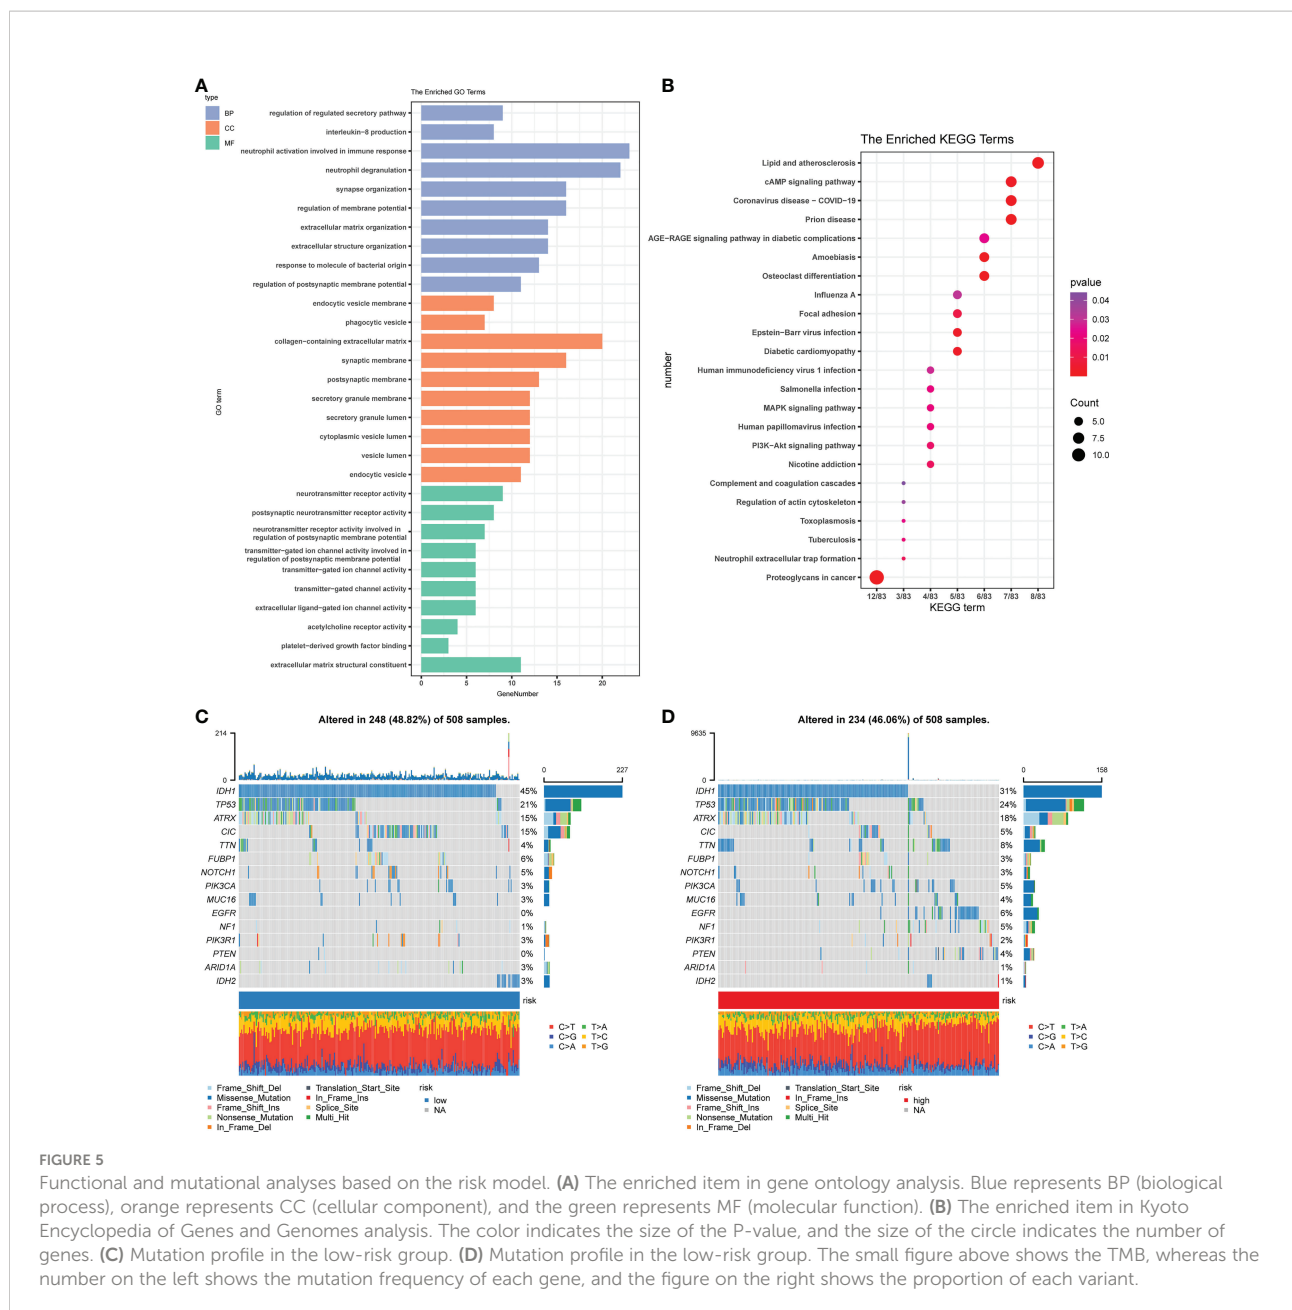 A
type
BP
CC
MF
The Enriched GO Terms
regulation of regulated secretory pathway
interleukin−8 production
neutrophil activation involved in immune response
neutrophil degranulation
synapse organization
regulation of membrane potential
extracellular matrix organization
extracellular structure organization
response to molecule of bacterial origin
regulation of postsynaptic membrane potential
endocytic vesicle membrane
phagocytic vesicle
collagen−containing extracellular matrix
synaptic membrane
postsynaptic membrane
secretory granule membrane
secretory granule lumen
cytoplasmic vesicle lumen
vesicle lumen
endocytic vesicle
neurotransmitter receptor activity
postsynaptic neurotransmitter receptor activity
neurotransmitter receptor activity involved in
regulation of postsynaptic membrane potential
transmitter−gated ion channel activity involved in
regulation of postsynaptic membrane potential
transmitter−gated ion channel activity
transmitter−gated channel activity
extracellular ligand−gated ion channel activity
acetylcholine receptor activity
platelet−derived growth factor binding
extracellular matrix structural constituent
GO term
0 5 10 15 20
GeneNumber
B
The Enriched KEGG Terms
Lipid and atherosclerosis
cAMP signaling pathway
Coronavirus disease − COVID−19
Prion disease
AGE−RAGE signaling pathway in diabetic complications
Amoebiasis
Osteoclast differentiation
Influenza A
Focal adhesion
Epstein−Barr virus infection
Diabetic cardiomyopathy
Human immunodeficiency virus 1 infection
Salmonella infection
MAPK signaling pathway
Human papillomavirus infection
PI3K−Akt signaling pathway
Nicotine addiction
Complement and coagulation cascades
Regulation of actin cytoskeleton
Toxoplasmosis
Tuberculosis
Neutrophil extracellular trap formation
Proteoglycans in cancer
number
12/83 3/83 4/83 5/83 6/83 7/83 8/83
KEGG term
pvalue
0.04
0.03
0.02
0.01
Count
5.0
7.5
10.0
C
Altered in 248 (48.82%) of 508 samples.
214
0
0 227
IDH1 45%
TP53 21%
ATRX 15%
CIC 15%
TTN 4%
FUBP1 6%
NOTCH1 5%
PIK3CA 3%
MUC16 3%
EGFR 0%
NF1 1%
PIK3R1 3%
PTEN 0%
ARID1A 3%
IDH2 3%
risk
C>T T>A
C>G T>C
C>A T>G
Frame_Shift_Del Translation_Start_Site risk
Missense_Mutation In_Frame_Ins low
Frame_Shift_Ins Splice_Site NA
Nonsense_Mutation Multi_Hit
In_Frame_Del
D
Altered in 234 (46.06%) of 508 samples.
9635
0
0 158
IDH1 31%
TP53 24%
ATRX 18%
CIC 5%
TTN 8%
FUBP1 3%
NOTCH1 3%
PIK3CA 5%
MUC16 4%
EGFR 6%
NF1 5%
PIK3R1 2%
PTEN 4%
ARID1A 1%
IDH2 1%
risk
C>T T>A
C>G T>C
C>A T>G
Frame_Shift_Del Translation_Start_Site risk
Missense_Mutation In_Frame_Ins high
Frame_Shift_Ins Splice_Site NA
Nonsense_Mutation Multi_Hit
In_Frame_Del
FIGURE 5
Functional and mutational analyses based on the risk model. (A) The enriched item in gene ontology analysis. Blue represents BP (biological
process), orange represents CC (cellular component), and the green represents MF (molecular function). (B) The enriched item in Kyoto
Encyclopedia of Genes and Genomes analysis. The color indicates the size of the P-value, and the size of the circle indicates the number of
genes. (C) Mutation profile in the low-risk group. (D) Mutation profile in the low-risk group. The small figure above shows the TMB, whereas the
number on the left shows the mutation frequency of each gene, and the figure on the right shows the proportion of each variant.